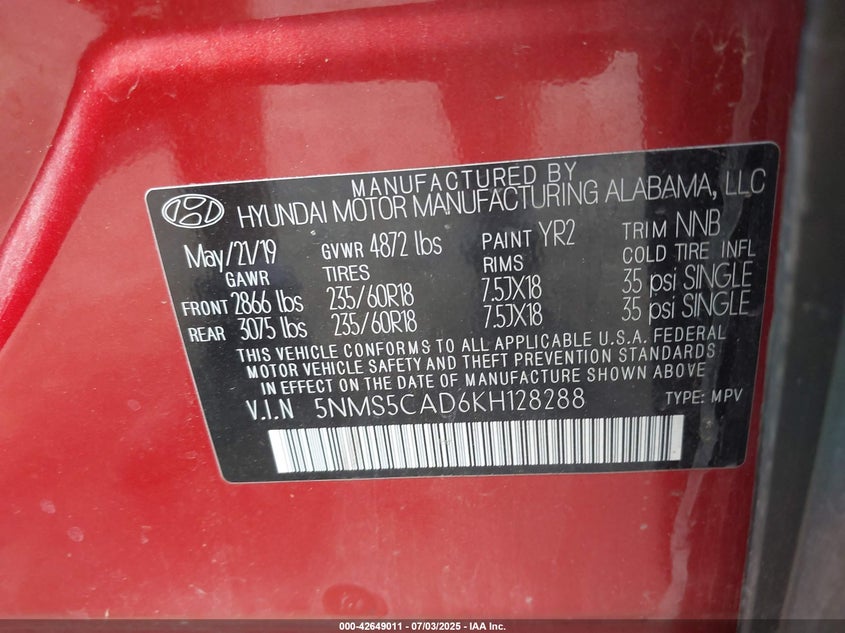 MANUFACTURED BY
HYUNDAI MOTOR MANUFACTURING ALABAMA, LLC
May/21/19 GVWR 4872 lbs PAINT YR2 TRIM NNB
GAWR TIRES RIMS COLD TIRE INFL
FRONT 2866 lbs 235/60R18 7.5JX18 35 psi SINGLE
REAR 3075 lbs 235/60R18 7.5JX18 35 psi SINGLE
THIS VEHICLE CONFORMS TO ALL APPLICABLE U.S.A. FEDERAL
MOTOR VEHICLE SAFETY AND THEFT PREVENTION STANDARDS
IN EFFECT ON THE DATE OF MANUFACTURE SHOWN ABOVE
V.I.N 5NMS5CAD6KH128288 TYPE: MPV
000-42649011 - 07/03/2025 - IAA Inc.